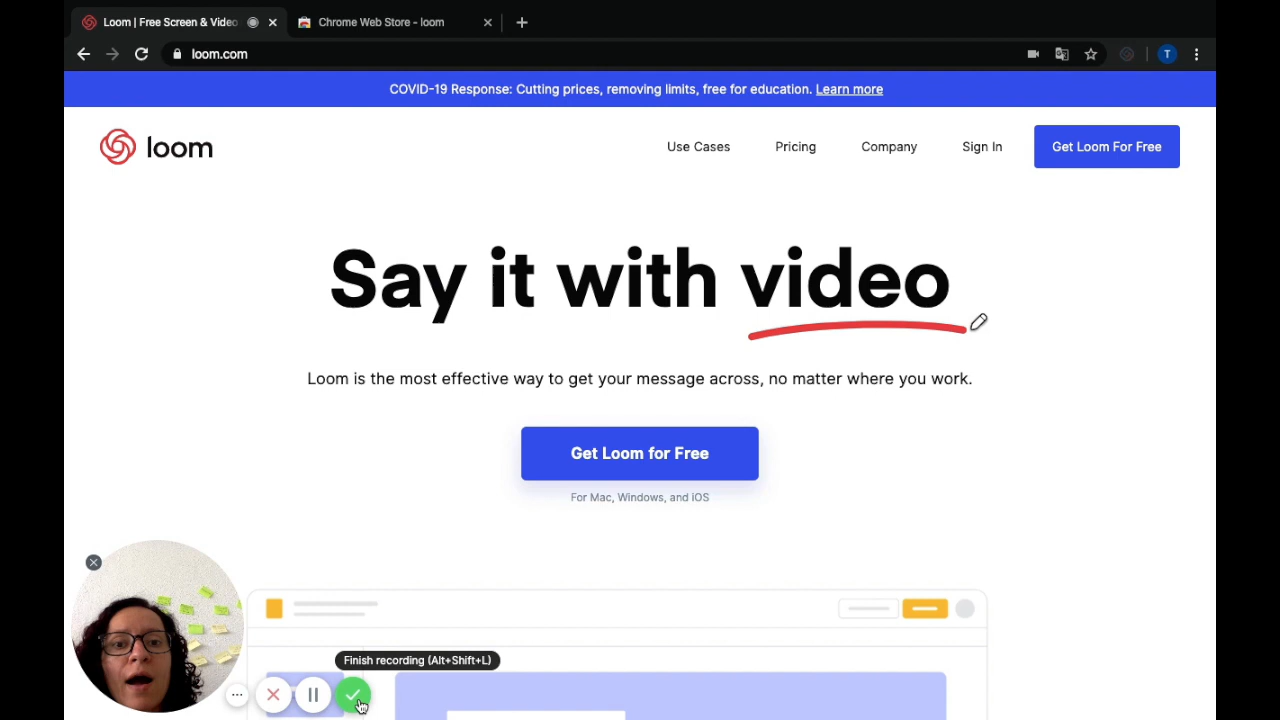 Loom | Free Screen & Video
Chrome Web Store - loom
loom.com
T
COVID-19 Response: Cutting prices, removing limits, free for education. Learn more
loom
Use Cases
Pricing
Company
Sign In
Get Loom For Free
Say it with video
Loom is the most effective way to get your message across, no matter where you work.
Get Loom for Free
For Mac, Windows, and iOS
Finish recording (Alt+Shift+L)